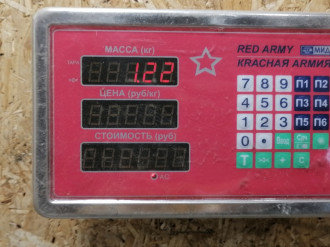 МАССА (кг)
1.22
ЦЕНА (руб/кг)
СТОИМОСТЬ (руб)
RED ARMY МИДЛ
КРАСНАЯ АРМИЯ
7 8 9 П1 П2
4 5 6 П3 П4
1 2 3 П5 П6
0 •
T + C